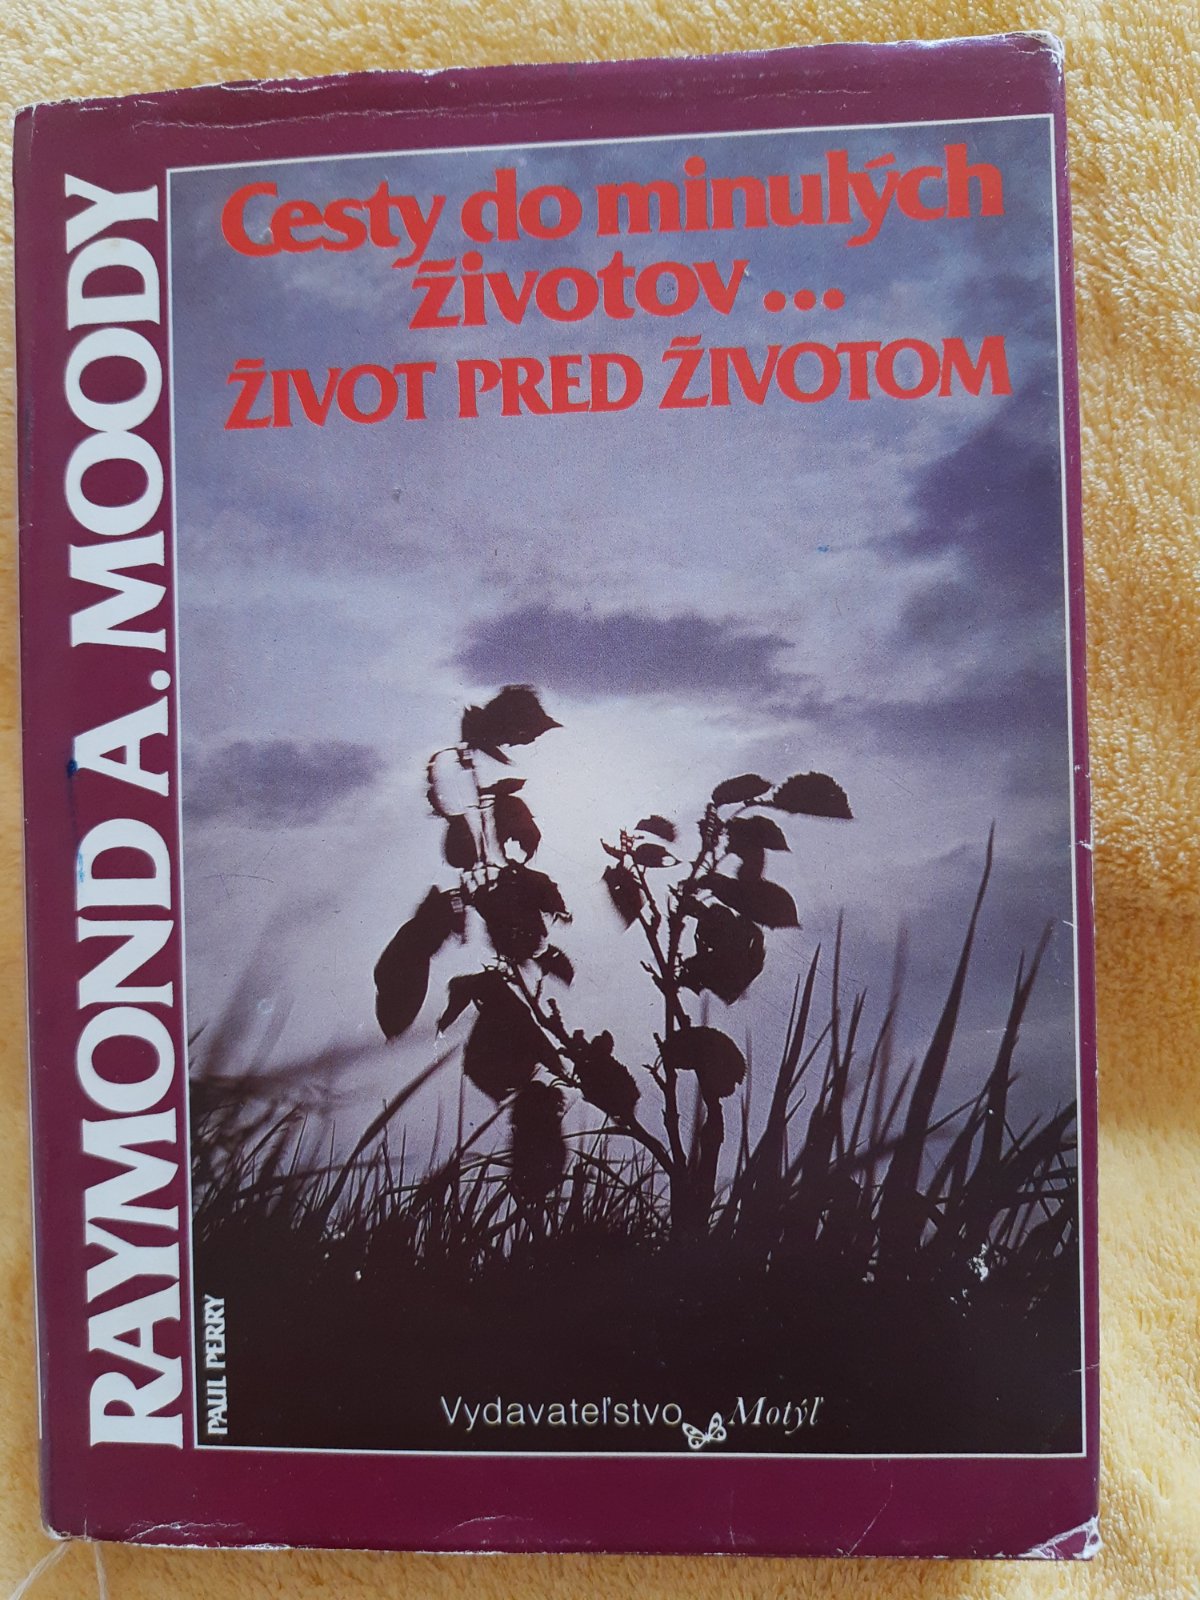 RAYMOND A. MOODY
Cesty do minulých
životov...
ŽIVOT PRED ŽIVOTOM
PAUL PERRY
Vydavateľstvo Motýľ